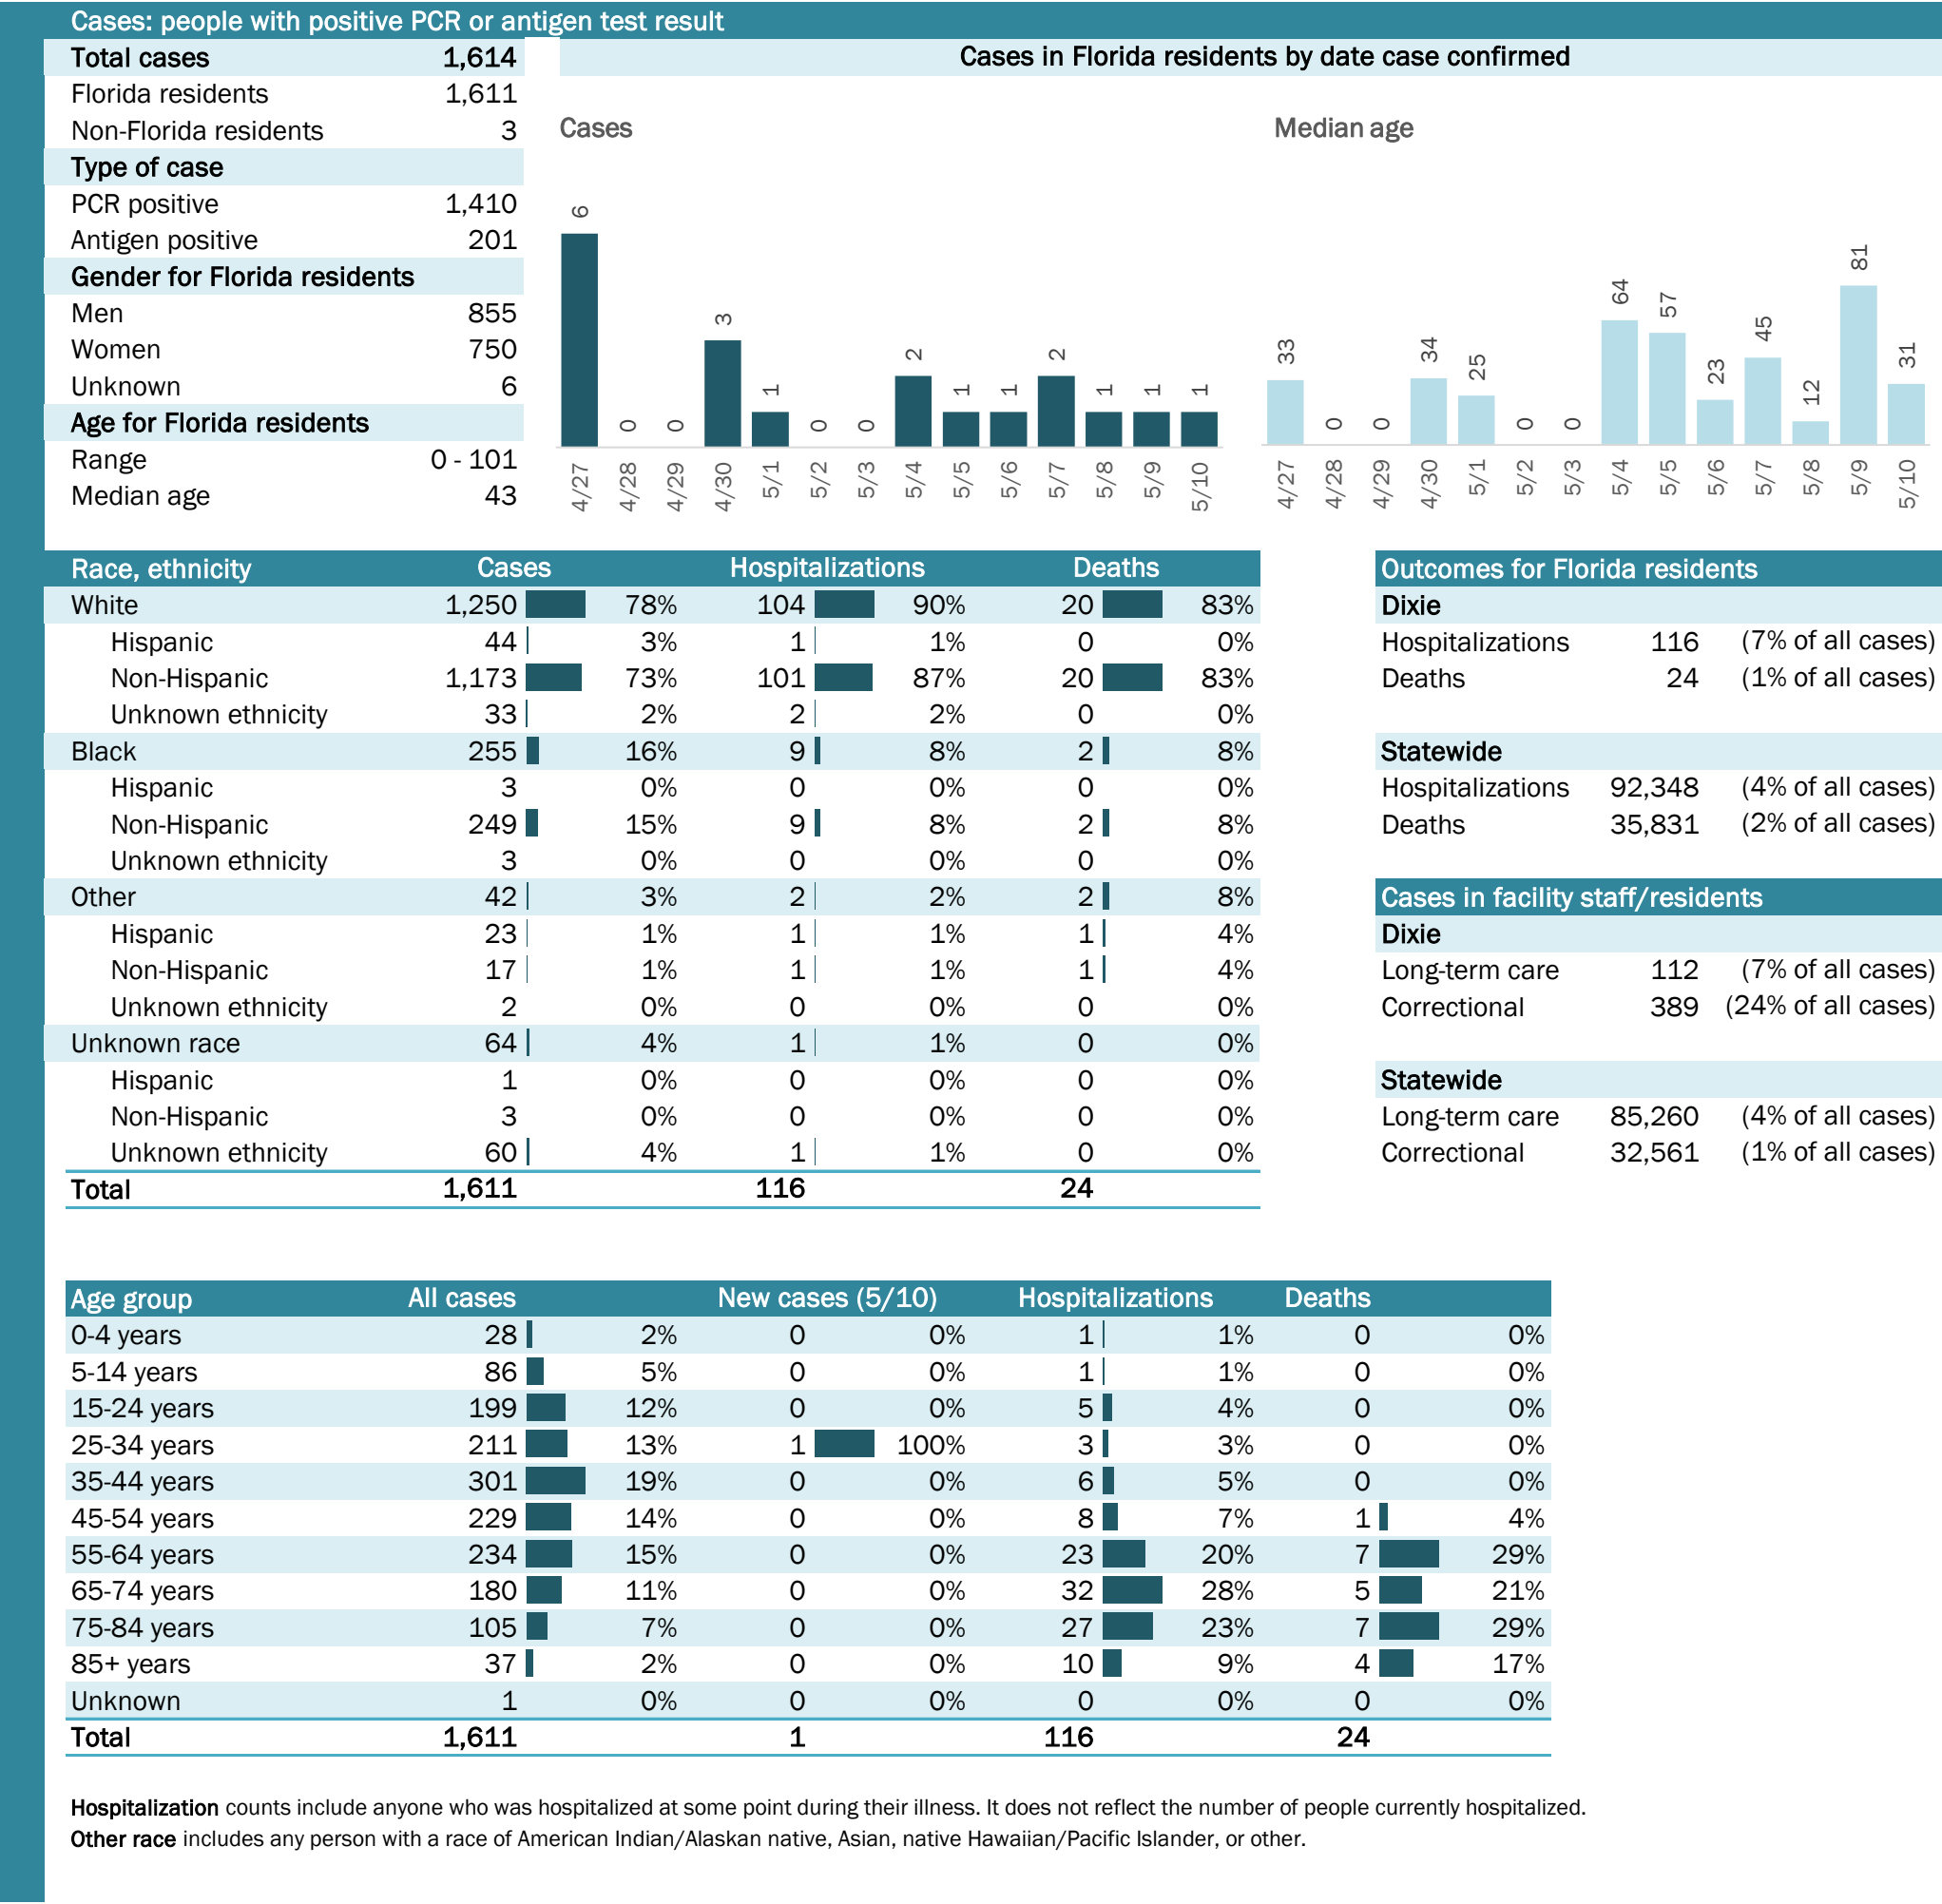 Cases: people with positive PCR or antigen test result
Total cases 1,614
Florida residents 1,611
Non-Florida residents 3
Type of case
PCR positive 1,410
Antigen positive 201
Gender for Florida residents
Men 855
Women 750
Unknown 6
Age for Florida residents
Range 0 - 101
Median age 43
Cases in Florida residents by date case confirmed
Cases
6 0 0 3 1 0 0 2 1 1 2 1 1 1
4/27 4/28 4/29 4/30 5/1 5/2 5/3 5/4 5/5 5/6 5/7 5/8 5/9 5/10
Median age
33 0 0 34 25 0 0 64 57 23 45 12 81 31
4/27 4/28 4/29 4/30 5/1 5/2 5/3 5/4 5/5 5/6 5/7 5/8 5/9 5/10
Race, ethnicity Cases Hospitalizations Deaths
White 1,250 78% 104 90% 20 83%
Hispanic 44 3% 1 1% 0 0%
Non-Hispanic 1,173 73% 101 87% 20 83%
Unknown ethnicity 33 2% 2 2% 0 0%
Black 255 16% 9 8% 2 8%
Hispanic 3 0% 0 0% 0 0%
Non-Hispanic 249 15% 9 8% 2 8%
Unknown ethnicity 3 0% 0 0% 0 0%
Other 42 3% 2 2% 2 8%
Hispanic 23 1% 1 1% 1 4%
Non-Hispanic 17 1% 1 1% 1 4%
Unknown ethnicity 2 0% 0 0% 0 0%
Unknown race 64 4% 1 1% 0 0%
Hispanic 1 0% 0 0% 0 0%
Non-Hispanic 3 0% 0 0% 0 0%
Unknown ethnicity 60 4% 1 1% 0 0%
Total 1,611 116 24
Outcomes for Florida residents
Dixie
Hospitalizations 116 (7% of all cases)
Deaths 24 (1% of all cases)
Statewide
Hospitalizations 92,348 (4% of all cases)
Deaths 35,831 (2% of all cases)
Cases in facility staff/residents
Dixie
Long-term care 112 (7% of all cases)
Correctional 389 (24% of all cases)
Statewide
Long-term care 85,260 (4% of all cases)
Correctional 32,561 (1% of all cases)
Age group All cases New cases (5/10) Hospitalizations Deaths
0-4 years 28 2% 0 0% 1 1% 0 0%
5-14 years 86 5% 0 0% 1 1% 0 0%
15-24 years 199 12% 0 0% 5 4% 0 0%
25-34 years 211 13% 1 100% 3 3% 0 0%
35-44 years 301 19% 0 0% 6 5% 0 0%
45-54 years 229 14% 0 0% 8 7% 1 4%
55-64 years 234 15% 0 0% 23 20% 7 29%
65-74 years 180 11% 0 0% 32 28% 5 21%
75-84 years 105 7% 0 0% 27 23% 7 29%
85+ years 37 2% 0 0% 10 9% 4 17%
Unknown 1 0% 0 0% 0 0% 0 0%
Total 1,611 1 116 24
Hospitalization counts include anyone who was hospitalized at some point during their illness. It does not reflect the number of people currently hospitalized.
Other race includes any person with a race of American Indian/Alaskan native, Asian, native Hawaiian/Pacific Islander, or other.